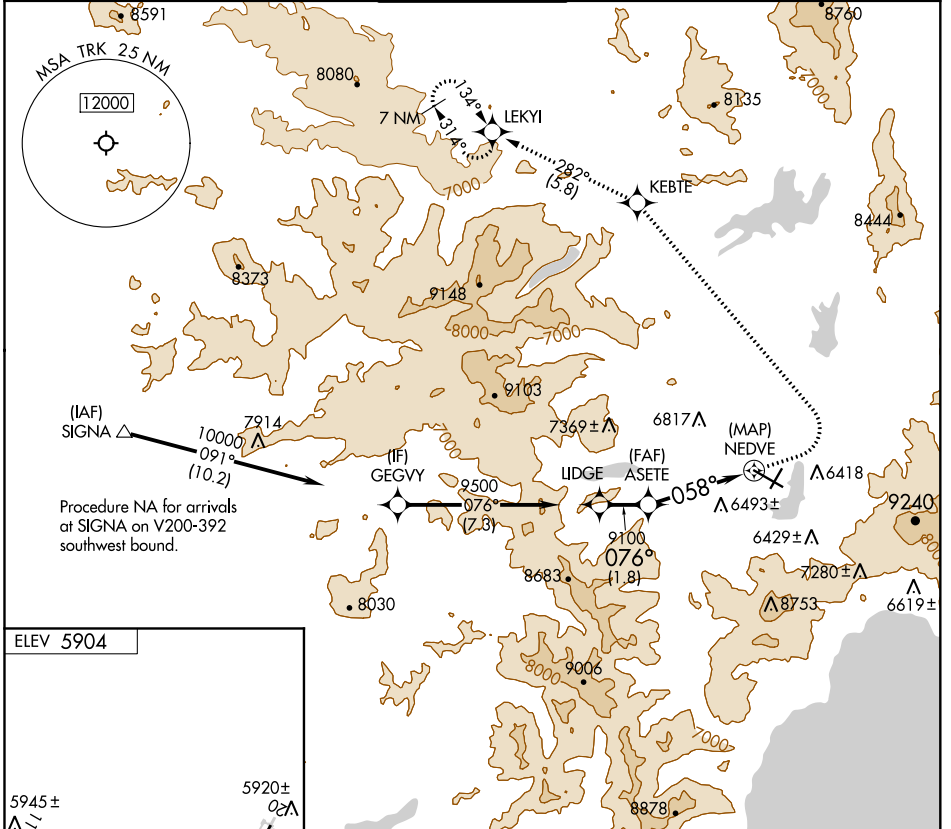 8591
8760
MSA TRK 25 NM
12000
8080
7000
134°
7 NM
314°
LEKYI
8135
7000
282°
(5.8)
KEBTE
8444
8373
9148
8000
7000
9103
(IAF)
SIGNA
10000
091°
(10.2)
7914
7369±
6817
(MAP)
NEDVE
6418
(IF)
GEGVY
9500
076°
(7.3)
LIDGE
(FAF)
ASETE
058°
6493±
9240
Procedure NA for arrivals
at SIGNA on V200-392
southwest bound.
9100
076°
(1.8)
6429±
7280±
8683
8030
8753
6619±
ELEV 5904
8000
9006
7000
5945±
11
5920±
20
8878